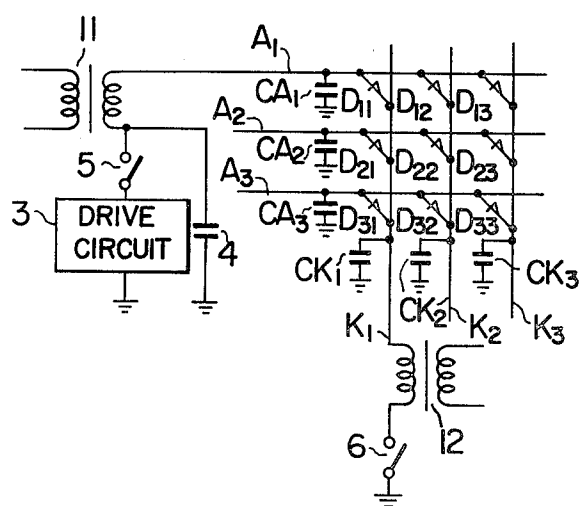 11
A1
CA1
D11
D12
D13
A2
5
CA2
D21
D22
D23
A3
3
DRIVE
CIRCUIT
4
CA3
D31
D32
D33
CK1
CK2
CK3
K1
K2
K3
6
12